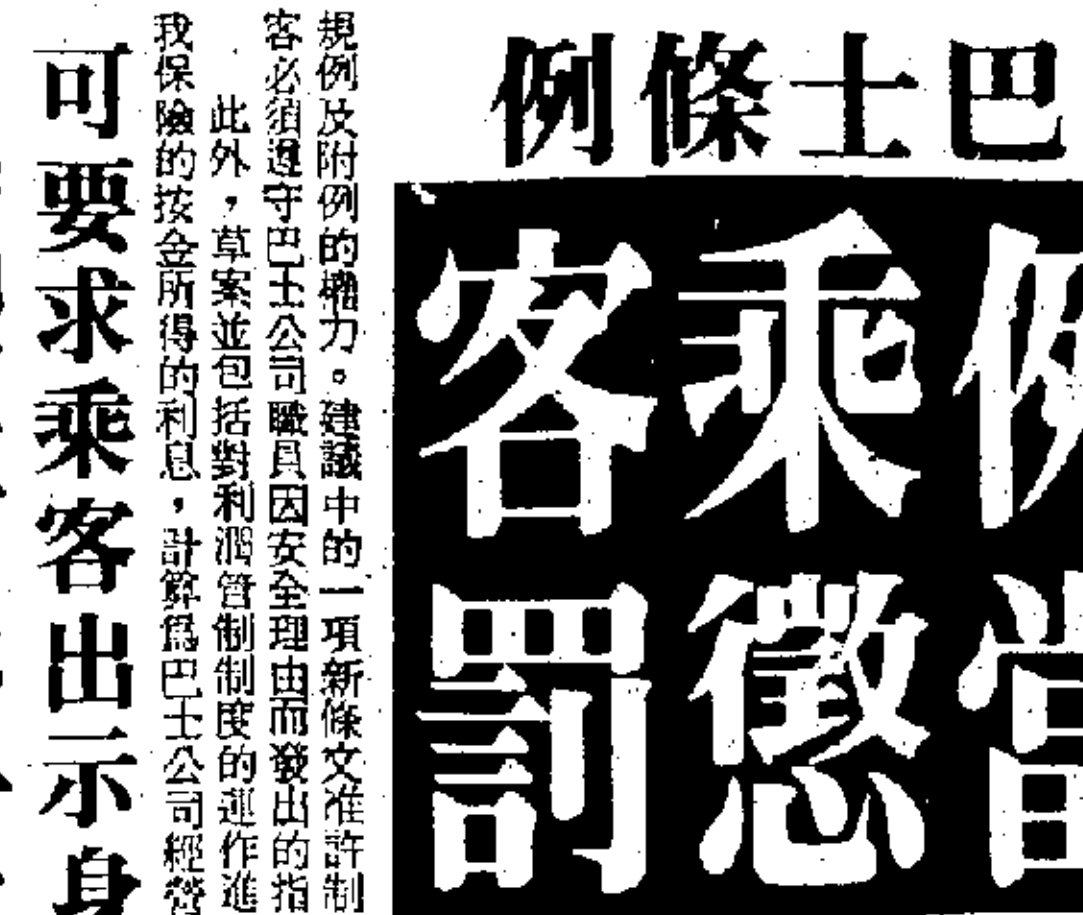 巴士條例
乘客
懲罰
規例及附例的權力。建議中的一項新條文准許制
客必須遵守巴士公司職員因安全理由而發出的指
此外，草案並包括對利潤管制制度的運作進
我保險的按金所得的利息，計算爲巴士公司經營
可要求乘客出示身